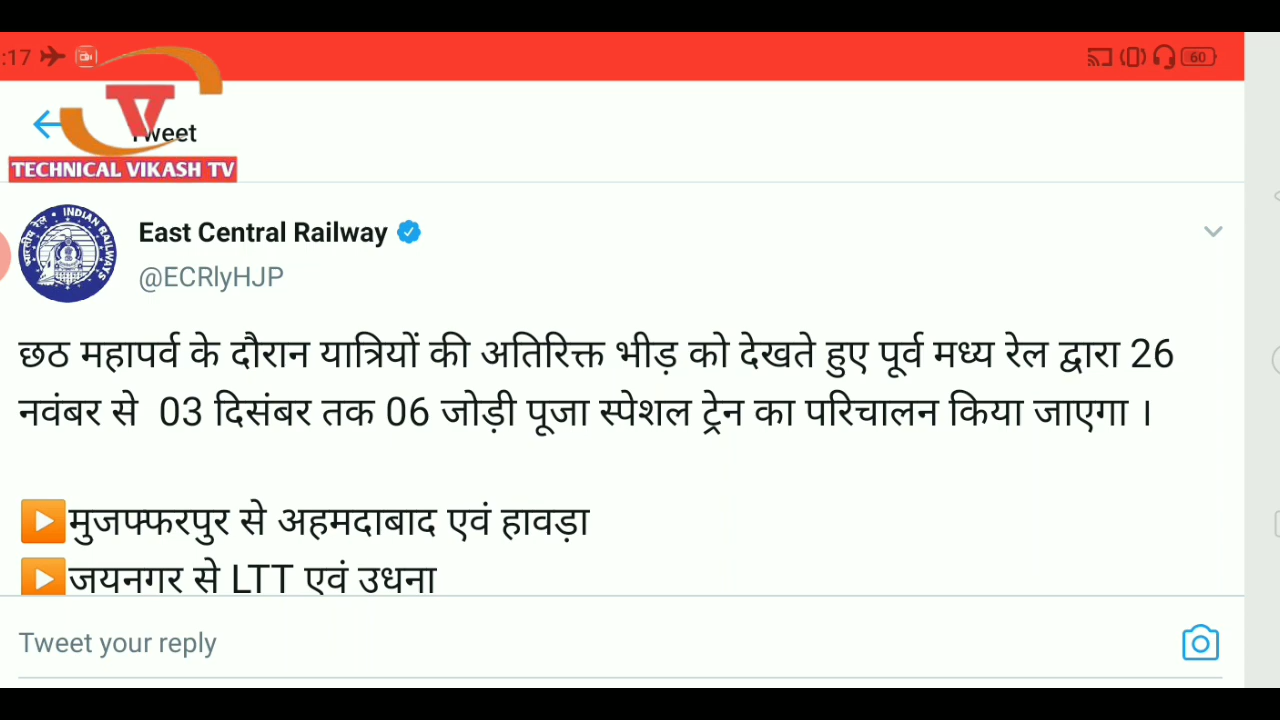 :17
60
Tweet
TECHNICAL VIKASH TV
East Central Railway
@ECRlyHJP
छठ महापर्व के दौरान यात्रियों की अतिरिक्त भीड़ को देखते हुए पूर्व मध्य रेल द्वारा 26
नवंबर से 03 दिसंबर तक 06 जोड़ी पूजा स्पेशल ट्रेन का परिचालन किया जाएगा ।
मुजफ्फरपुर से अहमदाबाद एवं हावड़ा
जयनगर से LTT एवं उधना
Tweet your reply